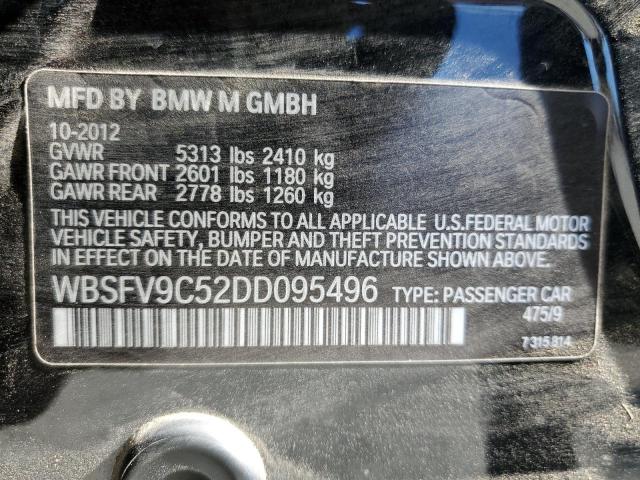 MFD BY BMW M GMBH
10-2012
GVWR 5313 lbs 2410 kg
GAWR FRONT 2601 lbs 1180 kg
GAWR REAR 2778 lbs 1260 kg
THIS VEHICLE CONFORMS TO ALL APPLICABLE U.S.FEDERAL MOTOR
VEHICLE SAFETY, BUMPER AND THEFT PREVENTION STANDARDS
IN EFFECT ON THE DATE OF MANUFACTURE SHOWN ABOVE.
WBSFV9C52DD095496 TYPE: PASSENGER CAR
475/9
7315814